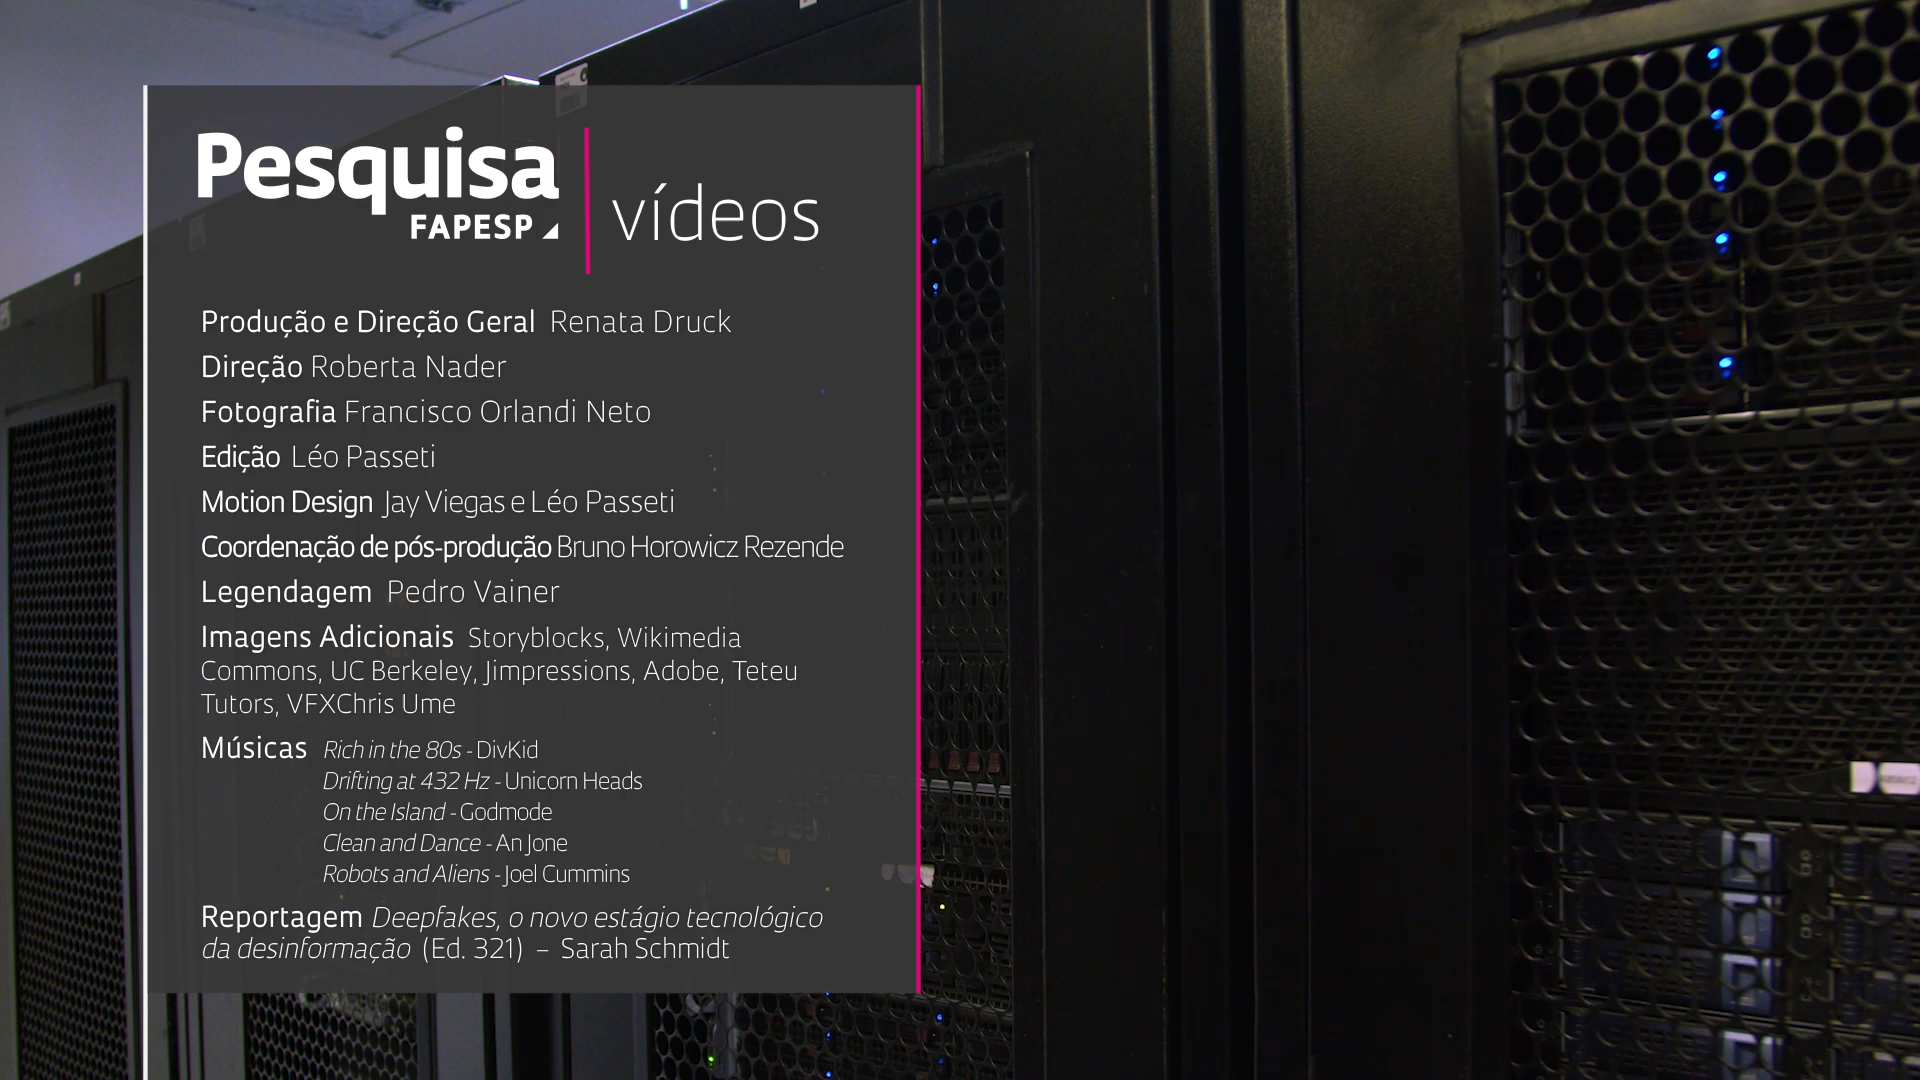 Pesquisa
FAPESP
vídeos
Produção e Direção Geral Renata Druck
Direção Roberta Nader
Fotografia Francisco Orlandi Neto
Edição Léo Passeti
Motion Design Jay Viegas e Léo Passeti
Coordenação de pós-produção Bruno Horowicz Rezende
Legendagem Pedro Vainer
Imagens Adicionais Storyblocks, Wikimedia
Commons, UC Berkeley, Jimpressions, Adobe, Teteu
Tutors, VFXChris Ume
Músicas Rich in the 80s - DivKid
Drifting at 432 Hz - Unicorn Heads
On the Island - Godmode
Clean and Dance - An Jone
Robots and Aliens - Joel Cummins
Reportagem Deepfakes, o novo estágio tecnológico
da desinformação (Ed. 321) – Sarah Schmidt